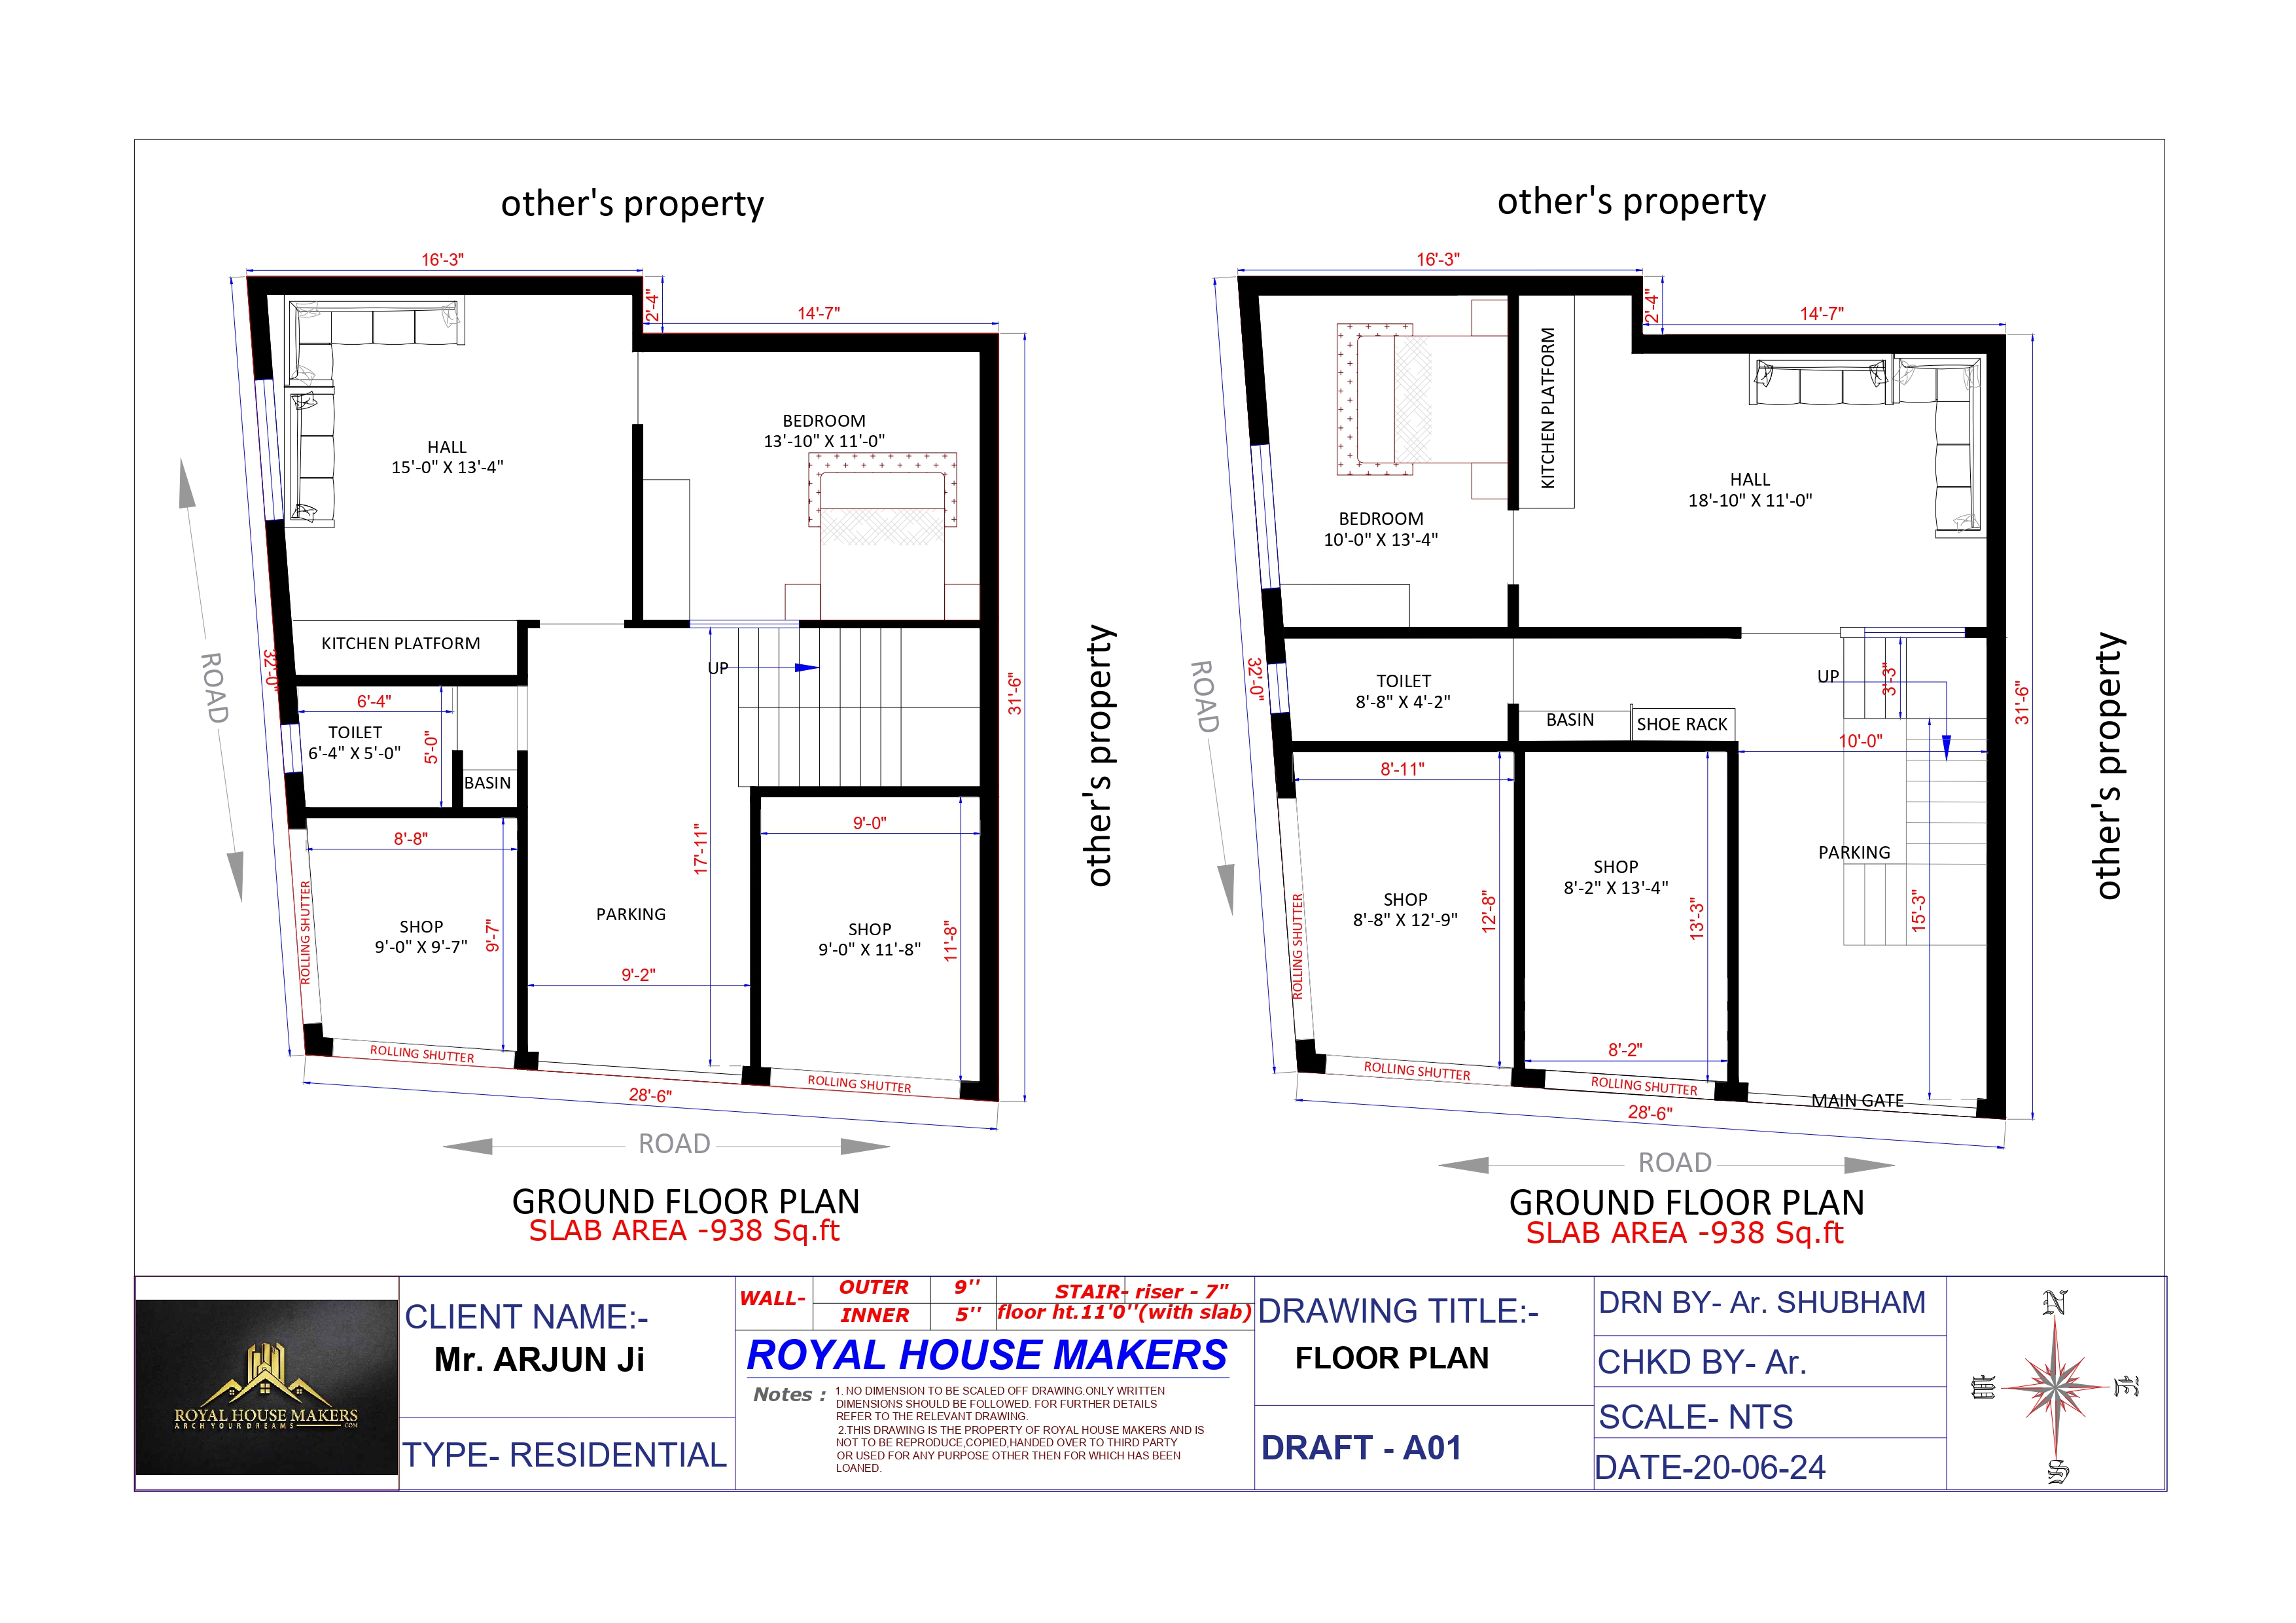 other's property
16'-3"
2'-4"
14'-7"
HALL
15'-0" X 13'-4"
BEDROOM
13'-10" X 11'-0"
ROAD
32'-0"
KITCHEN PLATFORM
UP
31'-6"
other's property
6'-4"
TOILET
6'-4" X 5'-0"
5'-0"
BASIN
8'-8"
17'-11"
9'-0"
ROLLING SHUTTER
SHOP
9'-0" X 9'-7"
9'-7"
PARKING
SHOP
9'-0" X 11'-8"
11'-8"
9'-2"
ROLLING SHUTTER
ROLLING SHUTTER
28'-6"
ROAD
GROUND FLOOR PLAN
SLAB AREA -938 Sq.ft
other's property
16'-3"
2'-4"
14'-7"
KITCHEN PLATFORM
HALL
18'-10" X 11'-0"
BEDROOM
10'-0" X 13'-4"
ROAD
32'-0"
TOILET
8'-8" X 4'-2"
UP
3'-3"
31'-6"
other's property
BASIN
SHOE RACK
10'-0"
8'-11"
PARKING
SHOP
8'-2" X 13'-4"
SHOP
8'-8" X 12'-9"
12'-8"
13'-3"
15'-3"
ROLLING SHUTTER
8'-2"
ROLLING SHUTTER
ROLLING SHUTTER
MAIN GATE
28'-6"
ROAD
GROUND FLOOR PLAN
SLAB AREA -938 Sq.ft
ROYAL HOUSE MAKERS
ARCH YOUR DREAMS .COM
CLIENT NAME:-
Mr. ARJUN Ji
TYPE- RESIDENTIAL
WALL-
OUTER 9''
INNER 5''
STAIR- riser - 7"
floor ht.11'0''(with slab)
ROYAL HOUSE MAKERS
Notes :
1. NO DIMENSION TO BE SCALED OFF DRAWING.ONLY WRITTEN
DIMENSIONS SHOULD BE FOLLOWED. FOR FURTHER DETAILS
REFER TO THE RELEVANT DRAWING.
2.THIS DRAWING IS THE PROPERTY OF ROYAL HOUSE MAKERS AND IS
NOT TO BE REPRODUCE,COPIED,HANDED OVER TO THIRD PARTY
OR USED FOR ANY PURPOSE OTHER THEN FOR WHICH HAS BEEN
LOANED.
DRAWING TITLE:-
FLOOR PLAN
DRAFT - A01
DRN BY- Ar. SHUBHAM
CHKD BY- Ar.
SCALE- NTS
DATE-20-06-24
N
W
E
S